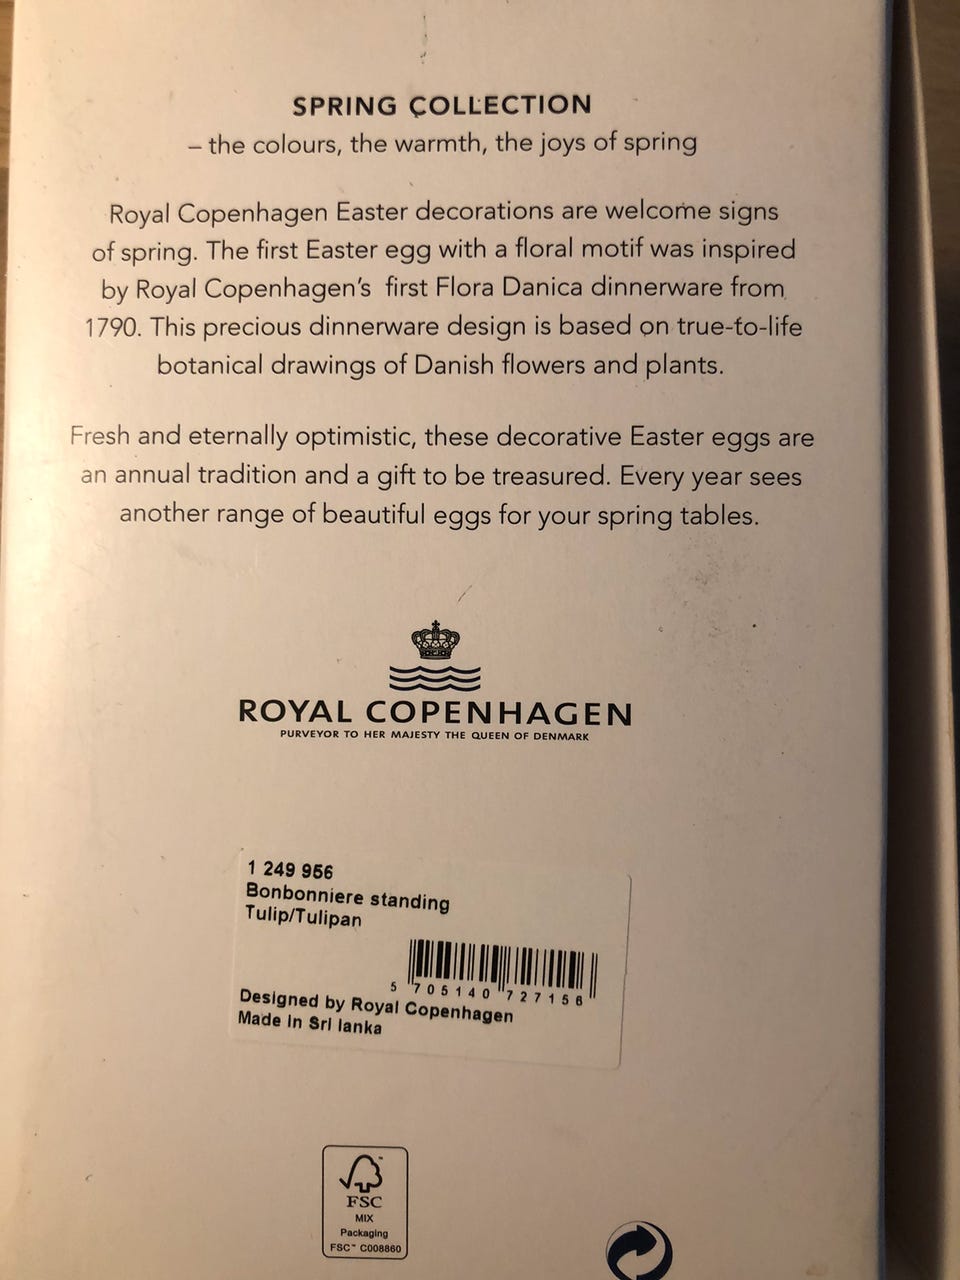 SPRING COLLECTION
– the colours, the warmth, the joys of spring
Royal Copenhagen Easter decorations are welcome signs
of spring. The first Easter egg with a floral motif was inspired
by Royal Copenhagen's first Flora Danica dinnerware from
1790. This precious dinnerware design is based on true-to-life
botanical drawings of Danish flowers and plants.
Fresh and eternally optimistic, these decorative Easter eggs are
an annual tradition and a gift to be treasured. Every year sees
another range of beautiful eggs for your spring tables.
ROYAL COPENHAGEN
PURVEYOR TO HER MAJESTY THE QUEEN OF DENMARK
1 249 956
Bonbonniere standing
Tulip/Tulipan
5 705140 727156
Designed by Royal Copenhagen
Made in Sri lanka
FSC
MIX
Packaging
FSC™ C008860